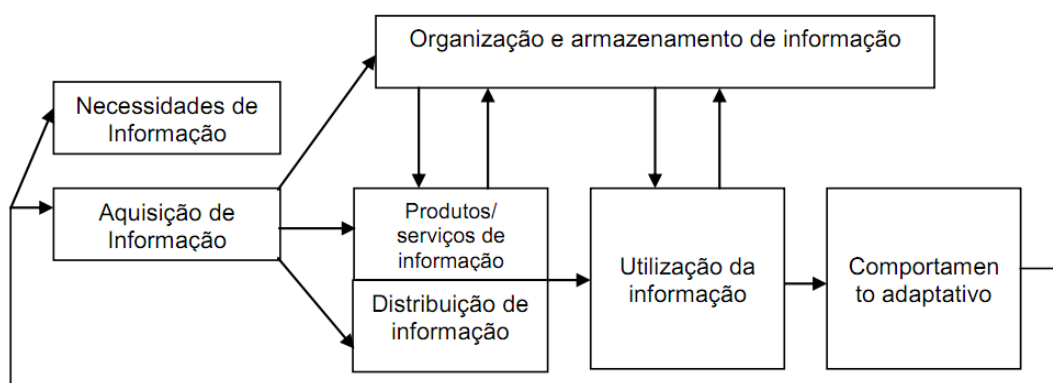 Organização e armazenamento de informação
Necessidades de
Informação
Aquisição de
Informação
Produtos/
serviços de
informação
Distribuição de
informação
Utilização da
informação
Comportamen
to adaptativo